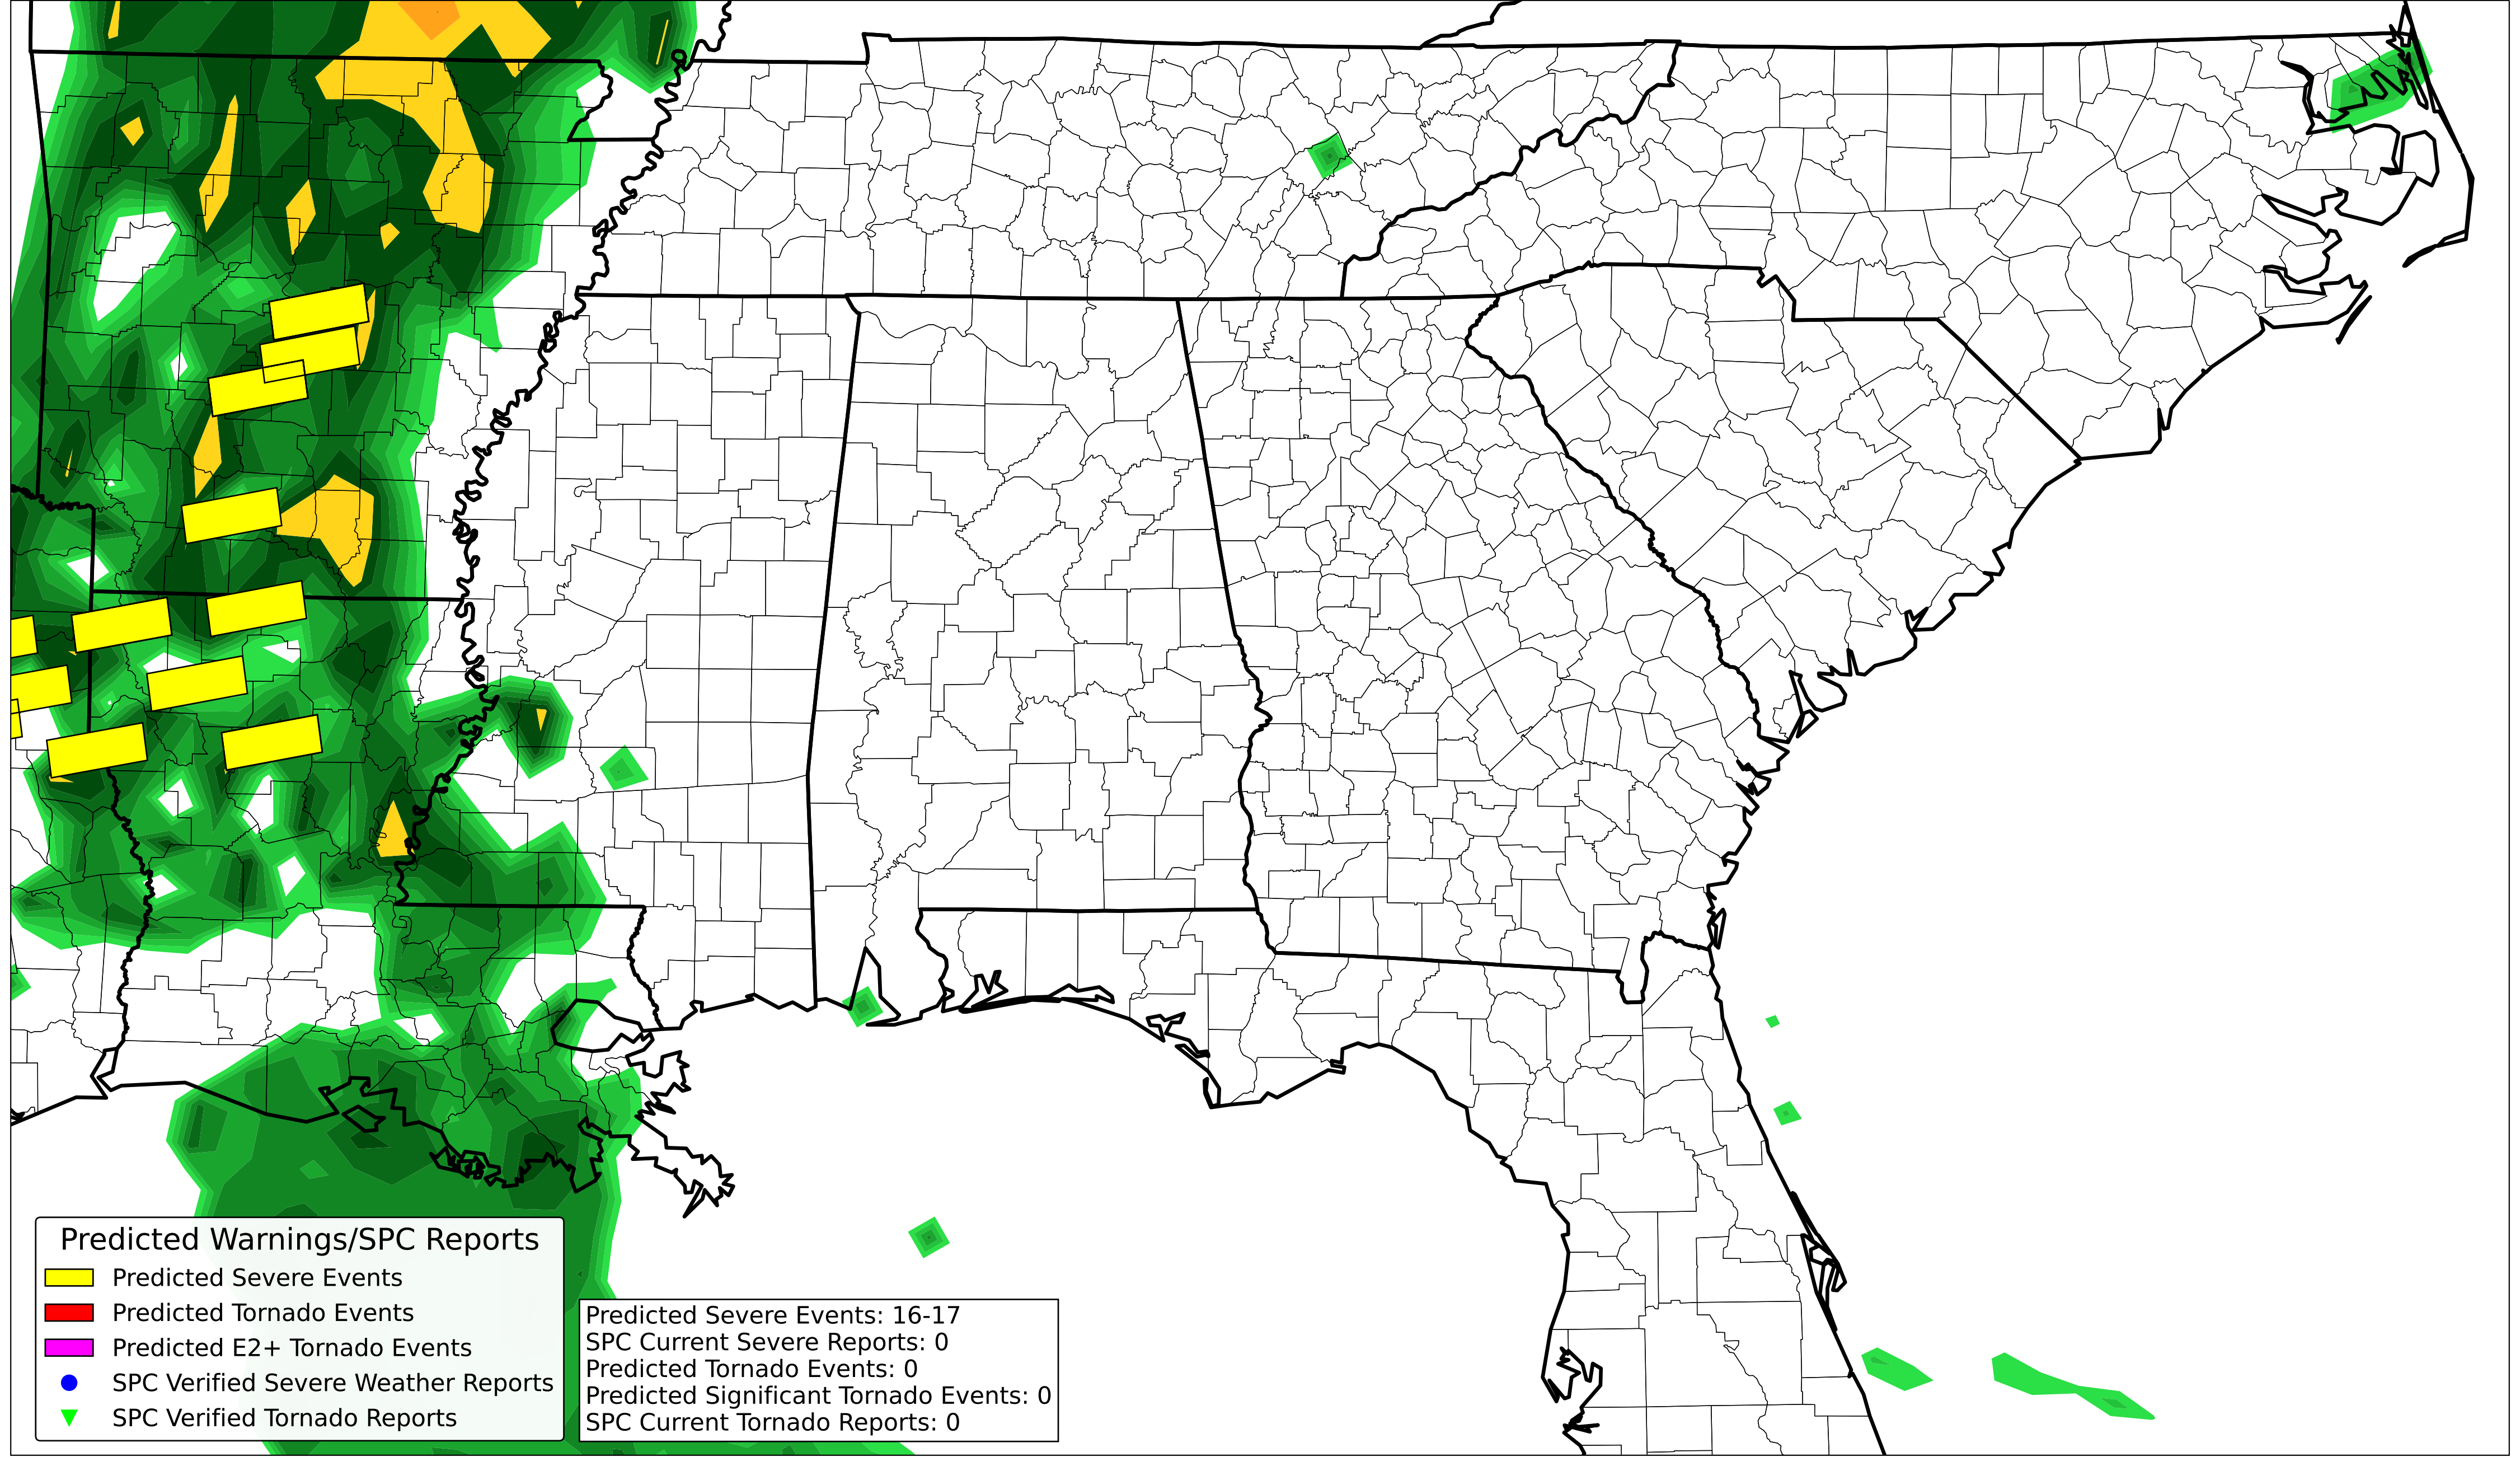 Predicted Warnings/SPC Reports
Predicted Severe Events
Predicted Tornado Events
Predicted E2+ Tornado Events
SPC Verified Severe Weather Reports
SPC Verified Tornado Reports
Predicted Severe Events: 16-17
SPC Current Severe Reports: 0
Predicted Tornado Events: 0
Predicted Significant Tornado Events: 0
SPC Current Tornado Reports: 0